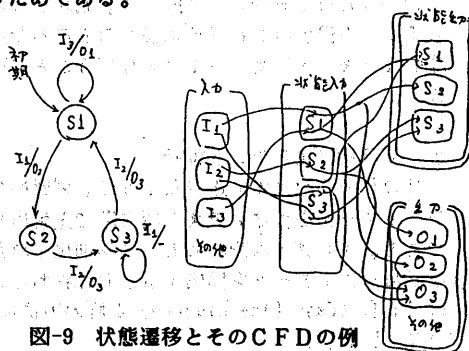 ためである。
初期
I3/O1
S1
I1/O2
I2/O3
S2
S3
I1/-
I2/O3
入力
I1
I2
I3
その他
状態入力
S1
S2
S3
状態出力
S1
S2
S3
出力
O1
O2
O3
その他
図-9 状態遷移とそのCFDの例